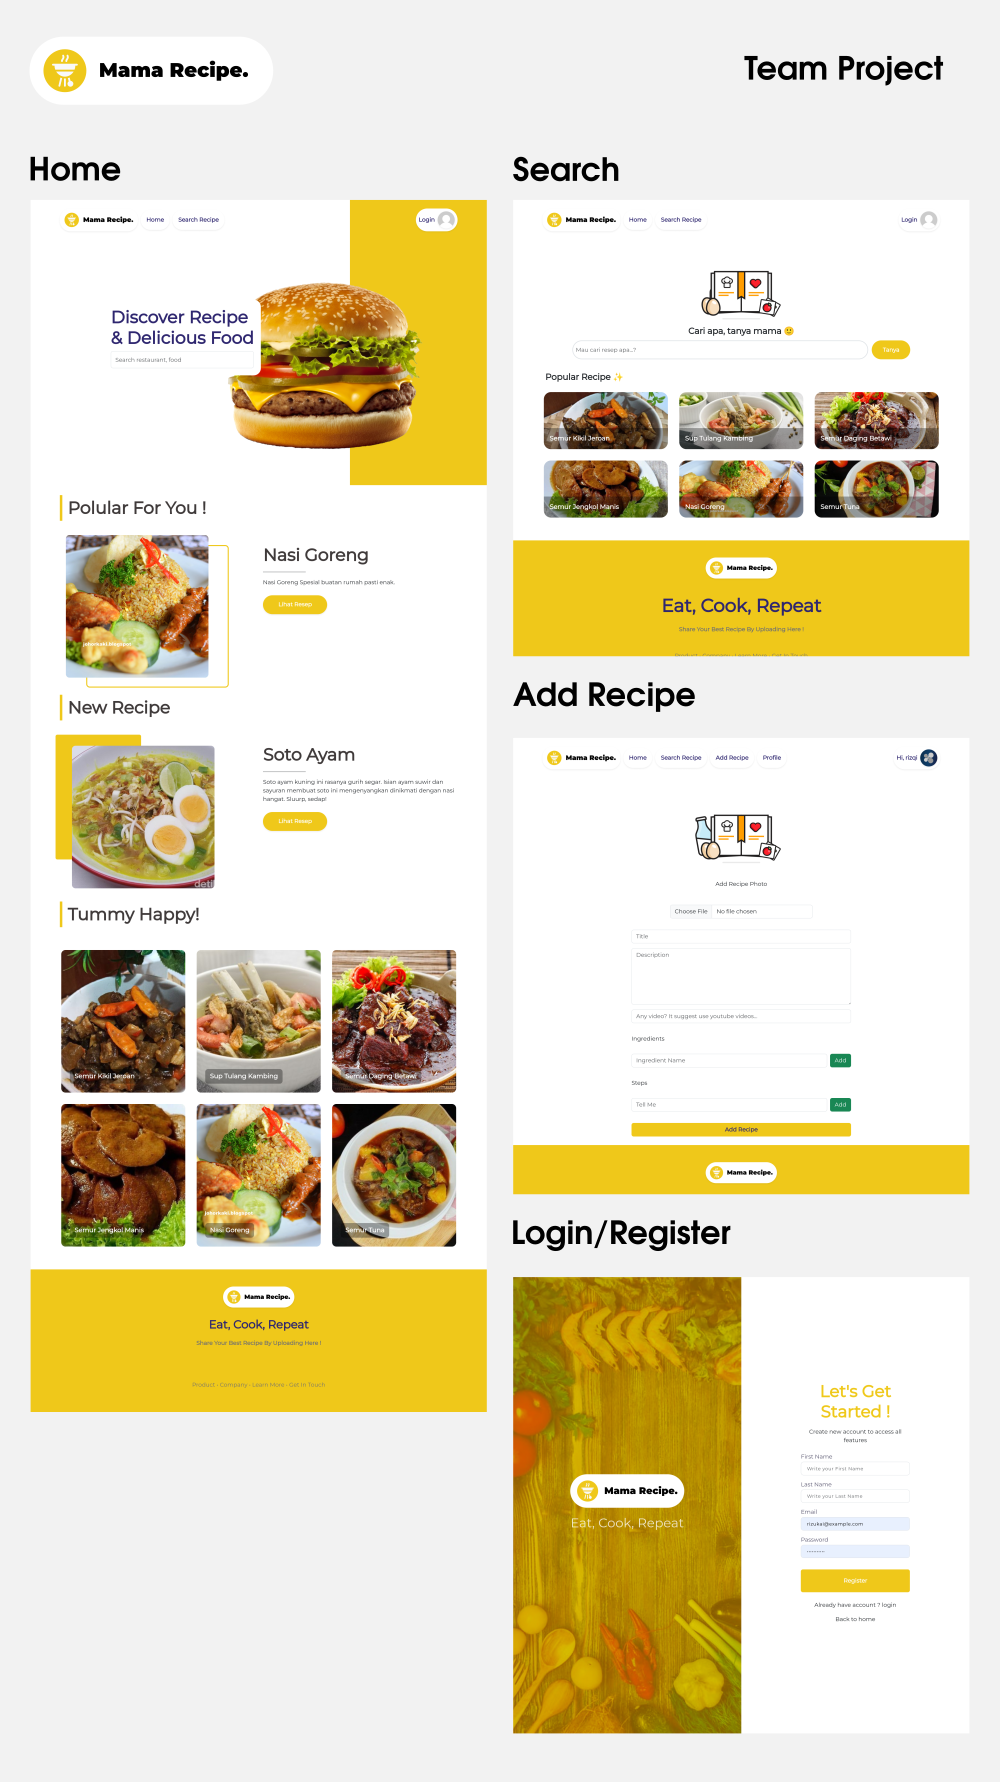 Mama Recipe.
Team Project
Home
Mama Recipe.
Home
Search Recipe
Login
Discover Recipe
& Delicious Food
Search restaurant, food
Polular For You !
Nasi Goreng
Nasi Goreng Spesial buatan rumah pasti enak.
Lihat Resep
New Recipe
Soto Ayam
Soto ayam kuning ini rasanya gurih segar. Isian ayam suwir dan
sayuran membuat soto ini mengenyangkan dinikmati dengan nasi
hangat. Sluurp, sedap!
Lihat Resep
Tummy Happy!
Semur Kikil Jeroan
Sup Tulang Kambing
Semur Daging Betawi
Semur Jengkol Manis
Nasi Goreng
Semur Tuna
Mama Recipe.
Eat, Cook, Repeat
Share Your Best Recipe By Uploading Here !
Product - Company - Learn More - Get In Touch
Search
Mama Recipe.
Home
Search Recipe
Login
Cari apa, tanya mama 🙂
Mau cari resep apa...?
Tanya
Popular Recipe ✨
Semur Kikil Jeroan
Sup Tulang Kambing
Semur Daging Betawi
Semur Jengkol Manis
Nasi Goreng
Semur Tuna
Mama Recipe.
Eat, Cook, Repeat
Share Your Best Recipe By Uploading Here !
Product - Company - Learn More - Get In Touch
Add Recipe
Mama Recipe.
Home
Search Recipe
Add Recipe
Profile
Hi, rizqi
Add Recipe Photo
Choose File
No file chosen
Title
Description
Any video? It suggest use youtube videos...
Ingredients
Ingredient Name
Add
Steps
Tell Me
Add
Add Recipe
Mama Recipe.
Login/Register
Mama Recipe.
Eat, Cook, Repeat
Let's Get
Started !
Create new account to access all
features
First Name
Write your First Name
Last Name
Write your Last Name
Email
rizukal@example.com
Password
Register
Already have account ? login
Back to home